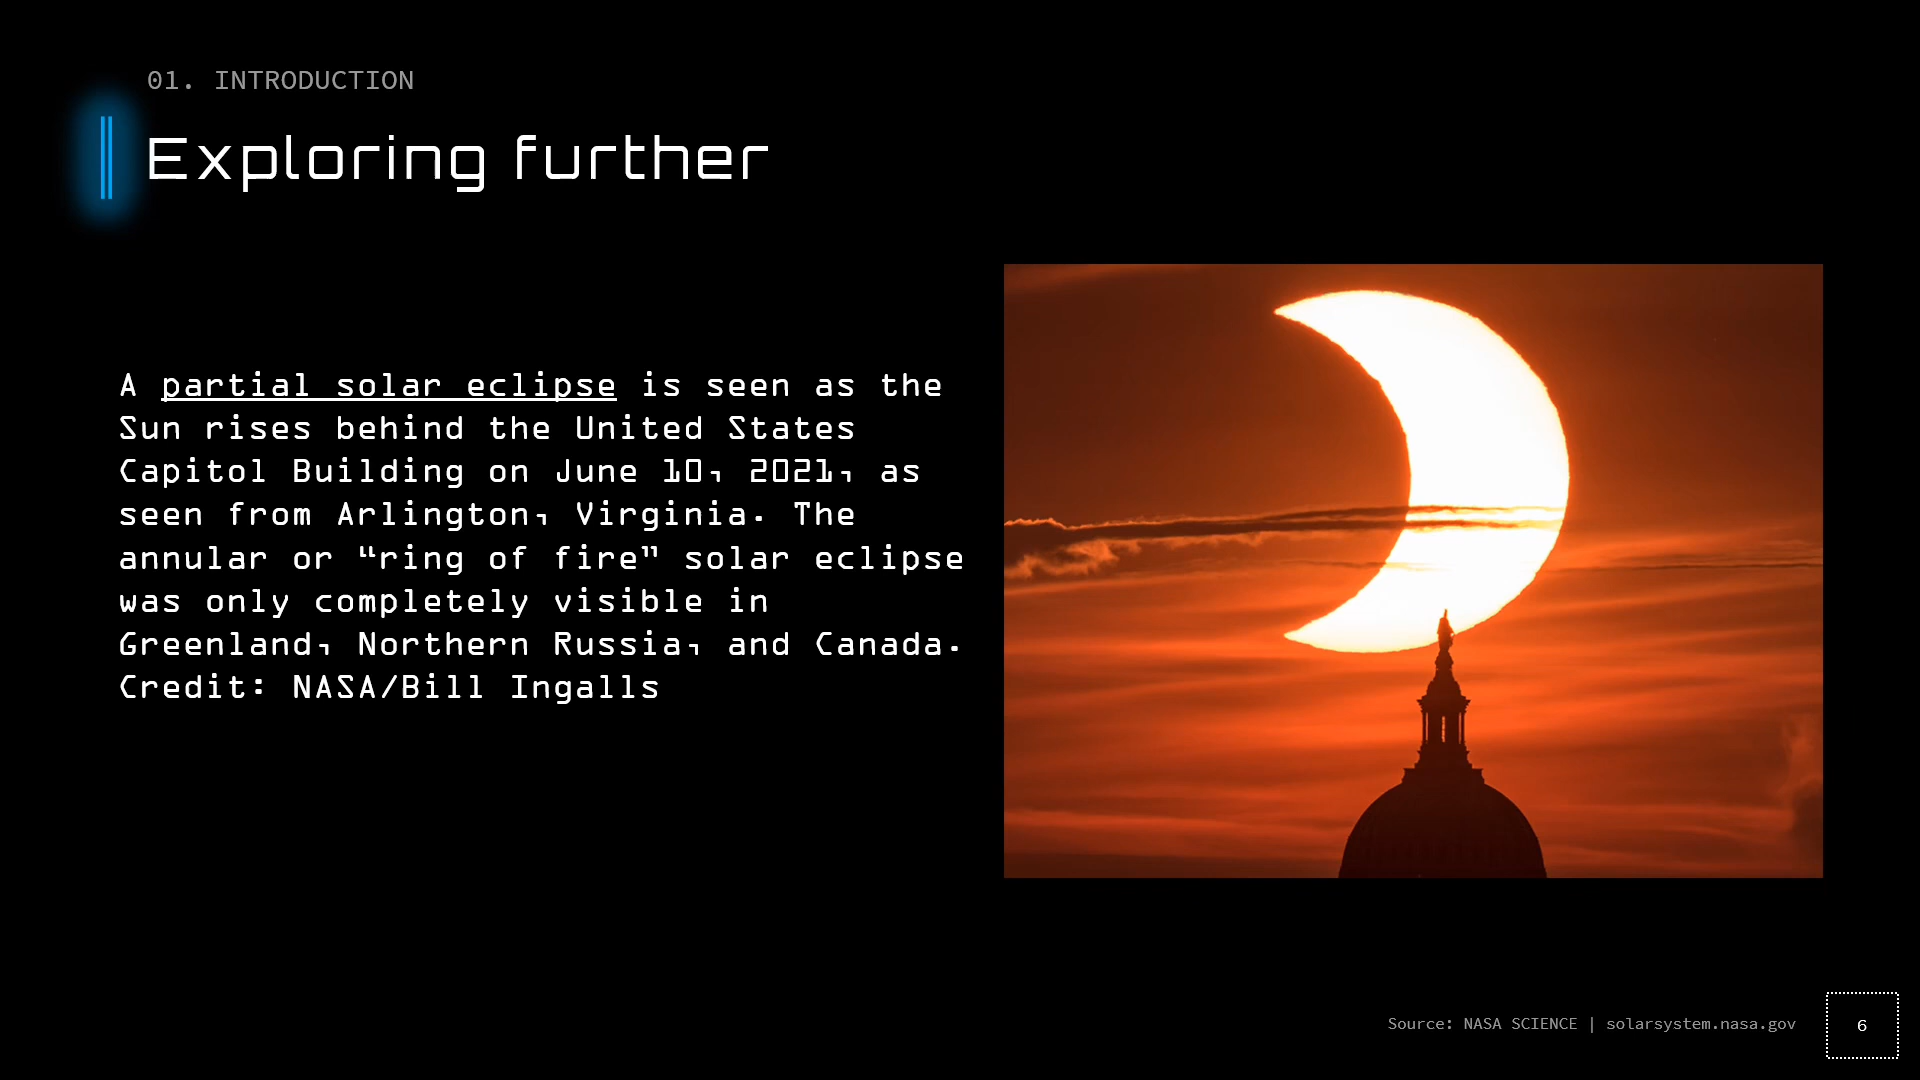 01. INTRODUCTION
Exploring further
A partial solar eclipse is seen as the
Sun rises behind the United States
Capitol Building on June 10, 2021, as
seen from Arlington, Virginia. The
annular or “ring of fire” solar eclipse
was only completely visible in
Greenland, Northern Russia, and Canada.
Credit: NASA/Bill Ingalls
Source: NASA SCIENCE | solarsystem.nasa.gov
6